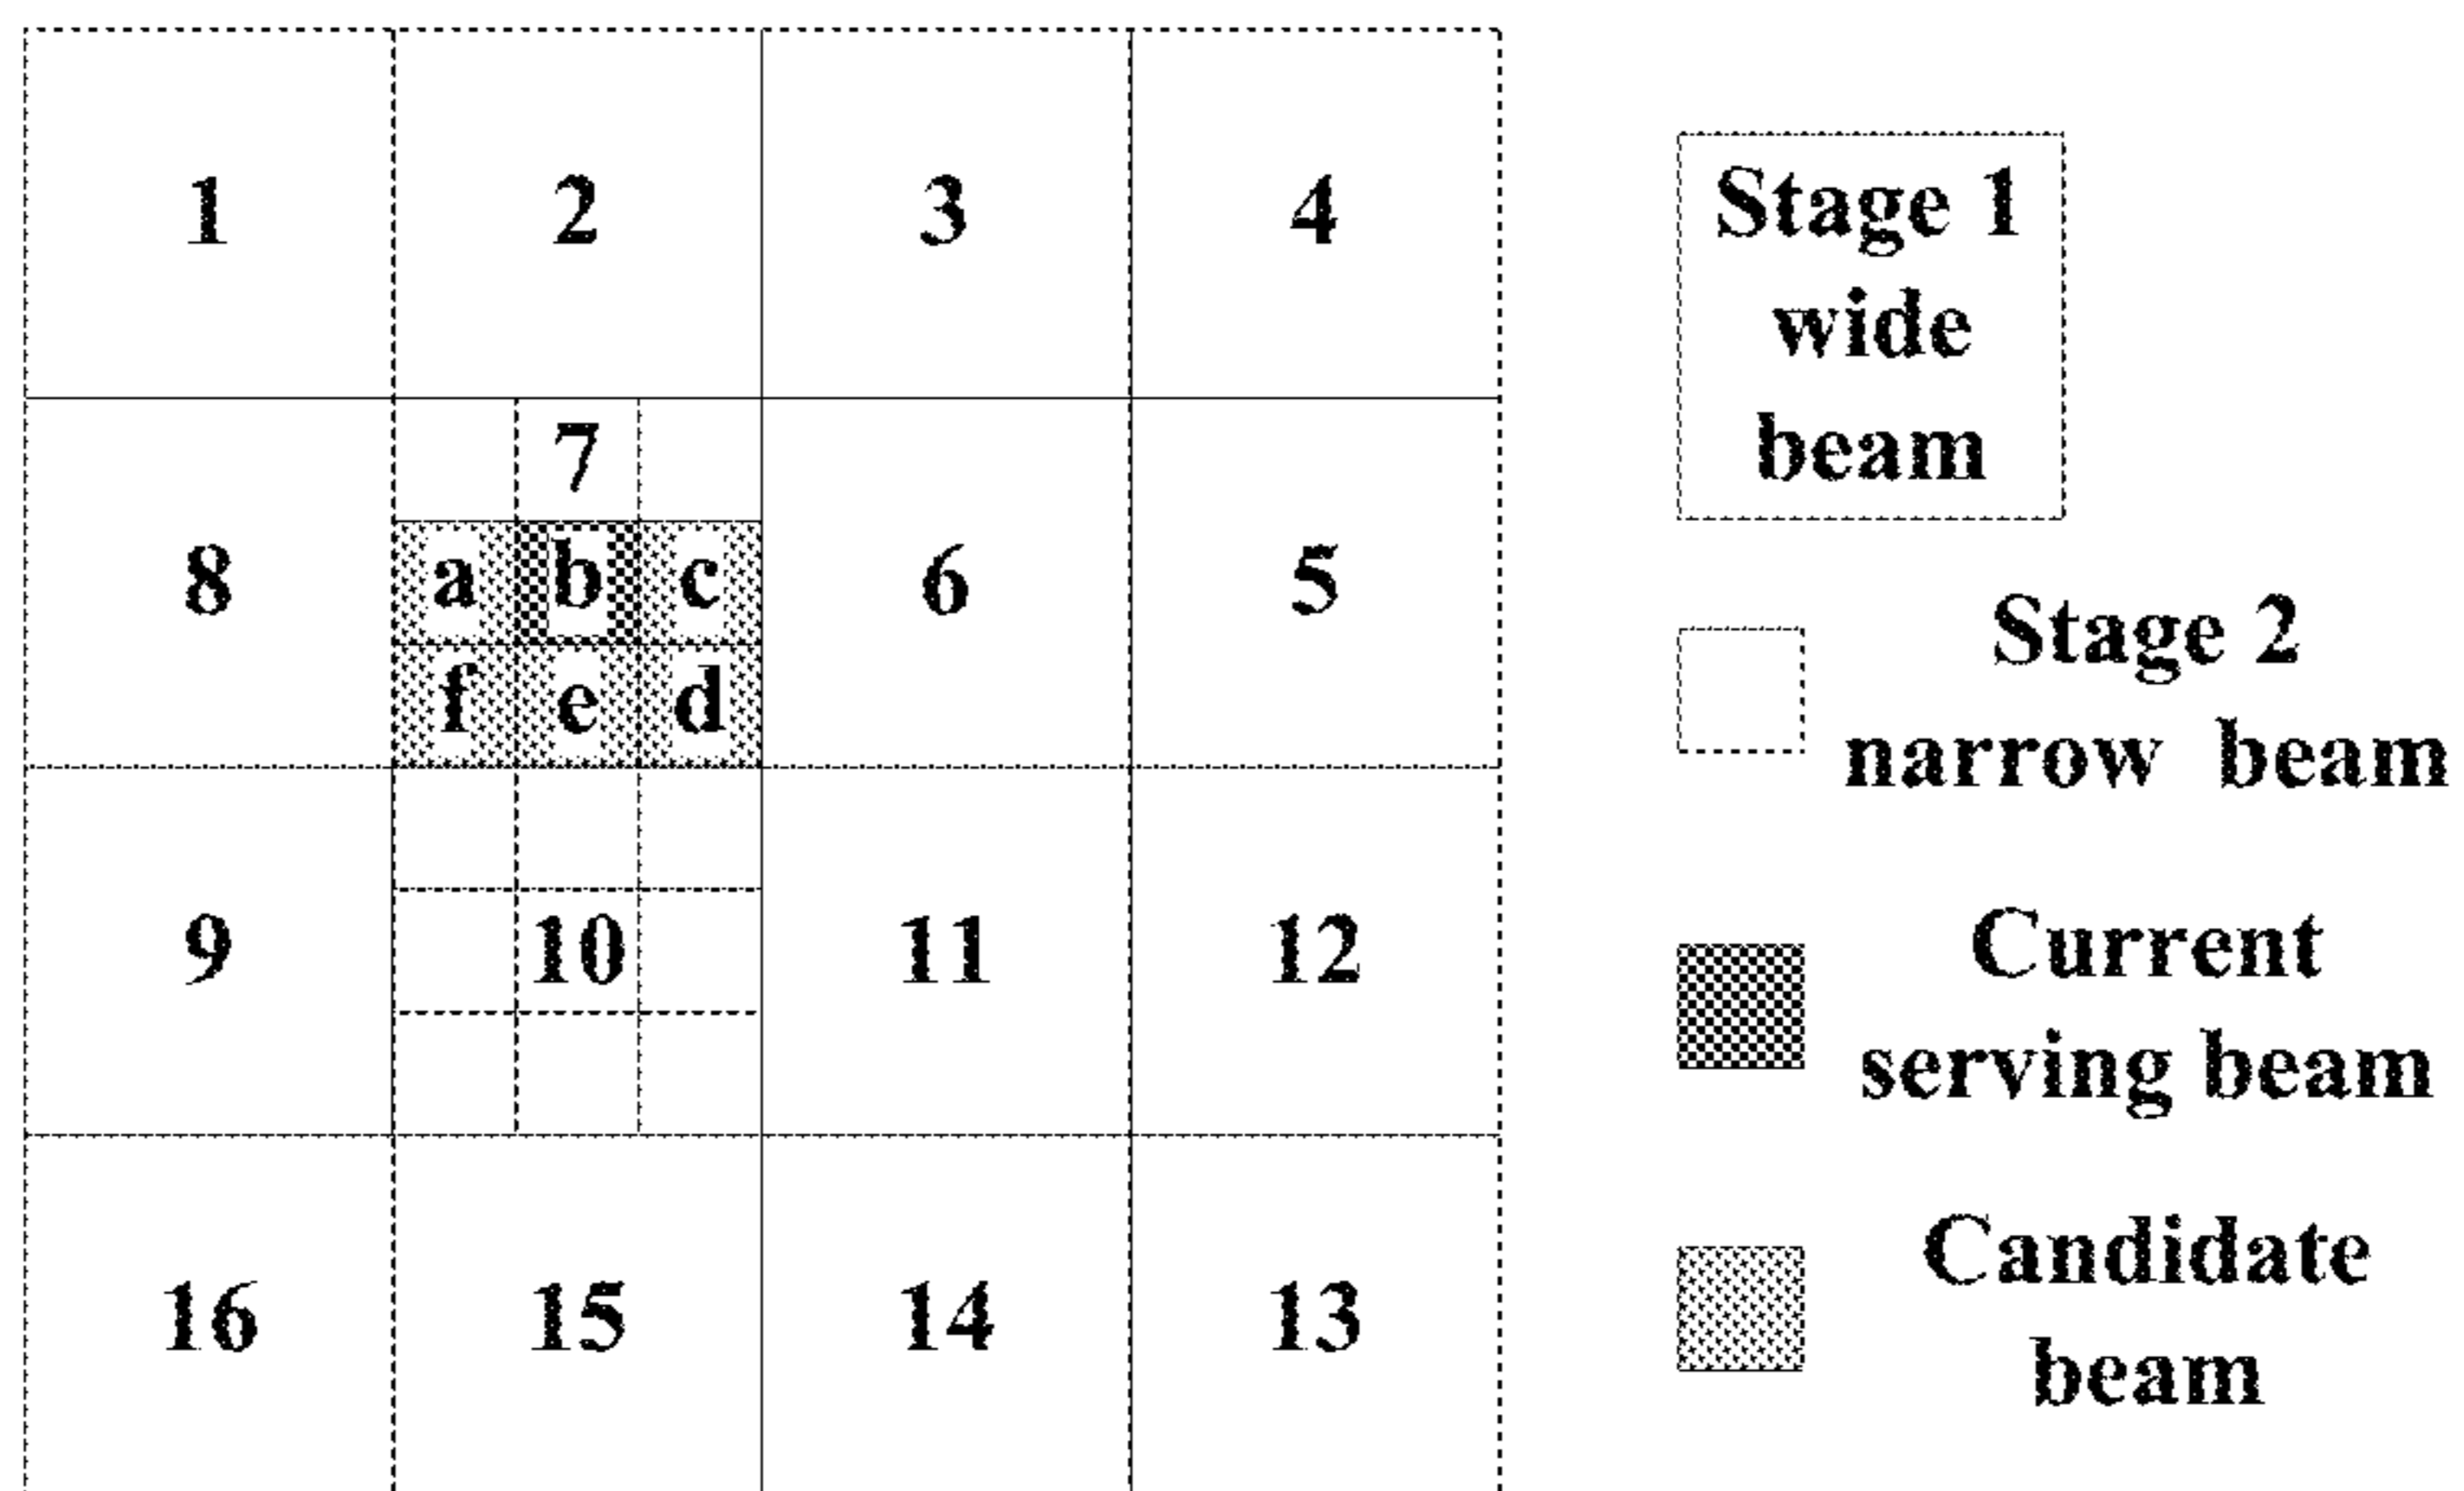 1 2 3 4
7
8 a b c 6 5
f e d
9 10 11 12
16 15 14 13
Stage 1
wide
beam
Stage 2
narrow beam
Current
serving beam
Candidate
beam